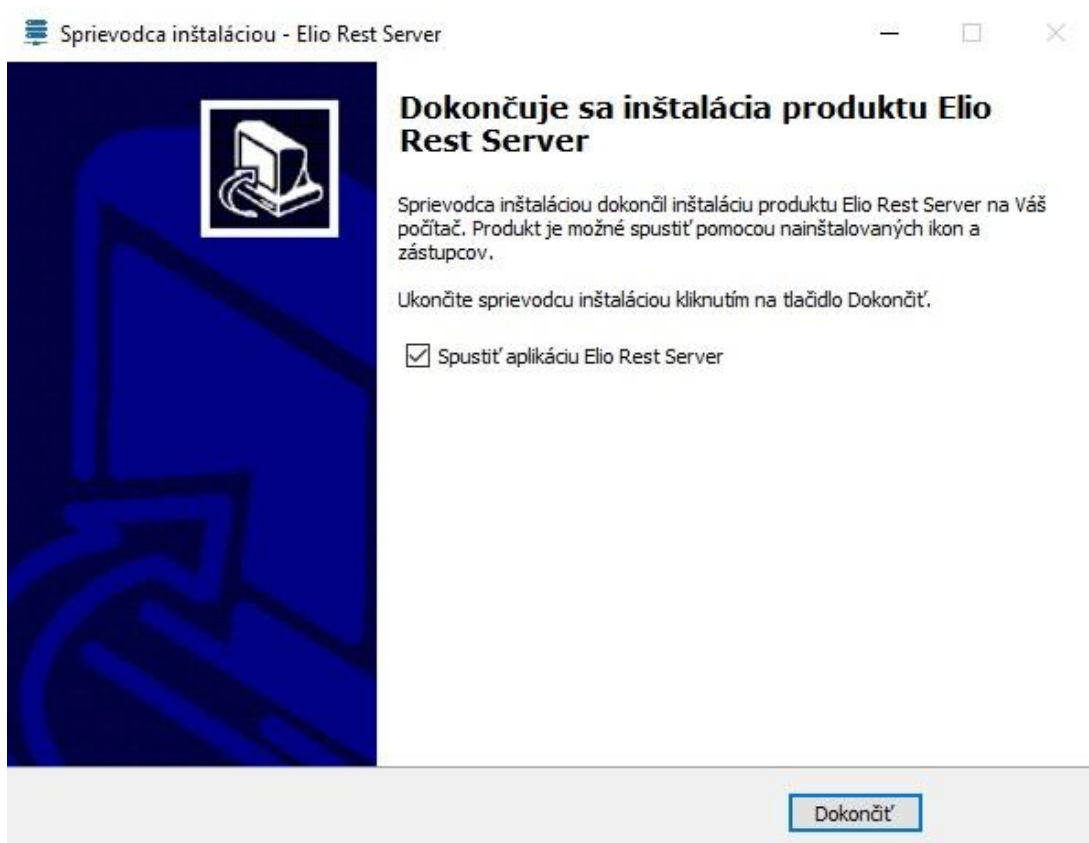 Sprievodca inštaláciou - Elio Rest Server
Dokončuje sa inštalácia produktu Elio
Rest Server
Sprievodca inštaláciou dokončil inštaláciu produktu Elio Rest Server na Váš
počítač. Produkt je možné spustiť pomocou nainštalovaných ikon a
zástupcov.
Ukončite sprievodcu inštaláciou kliknutím na tlačidlo Dokončiť.
Spustiť aplikáciu Elio Rest Server
Dokončiť